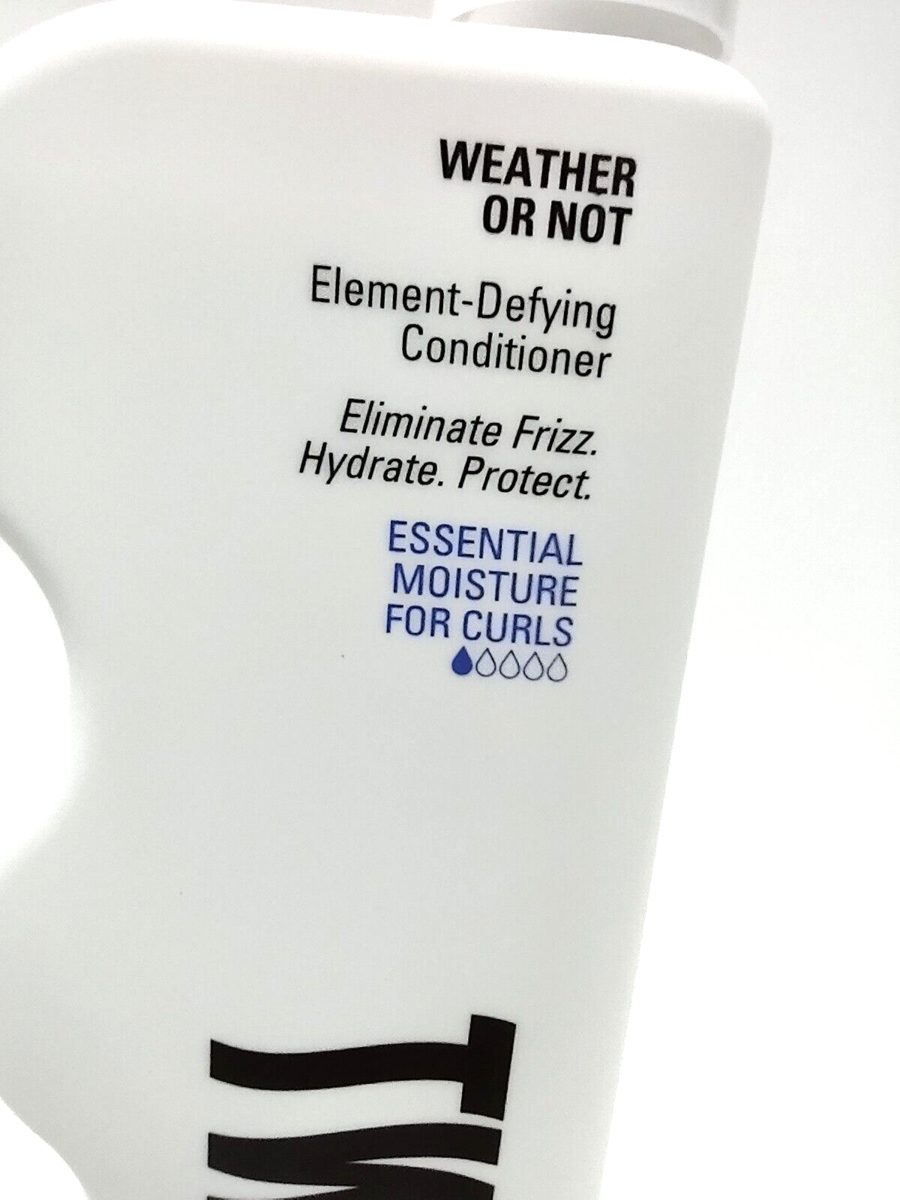 WEATHER
OR NOT
Element-Defying
Conditioner
Eliminate Frizz.
Hydrate. Protect.
ESSENTIAL
MOISTURE
FOR CURLS